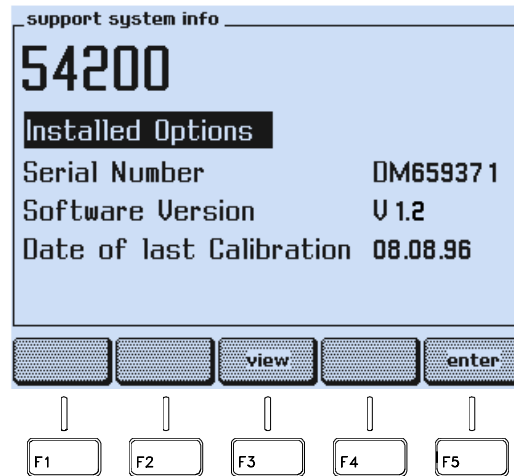 support system info
54200
Installed Options
Serial Number DM659371
Software Version V 1.2
Date of last Calibration 08.08.96
view enter
F1 F2 F3 F4 F5